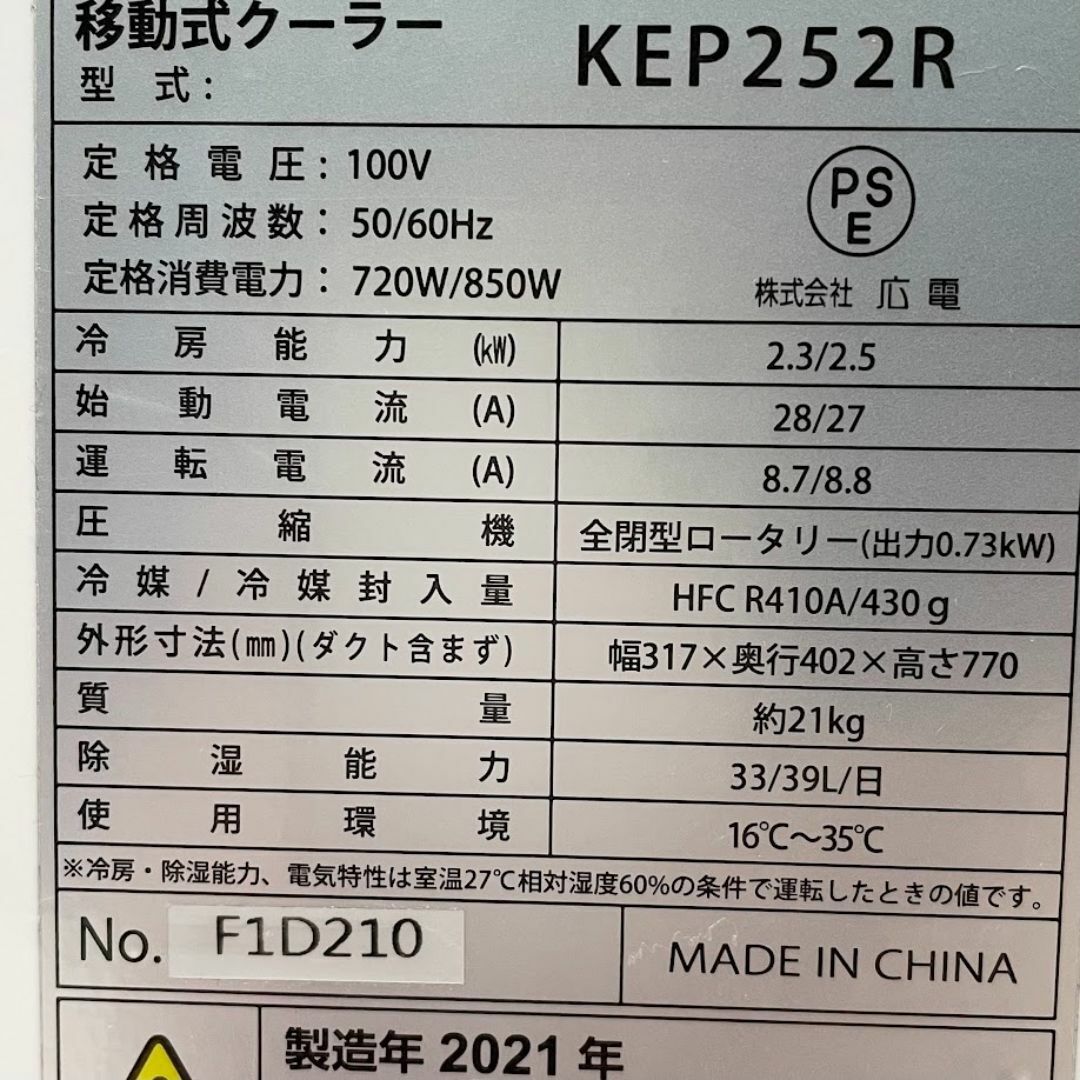 移動式クーラー
型 式: KEP252R
定格電圧: 100V
定格周波数: 50/60Hz
定格消費電力: 720W/850W
PS
E
株式会社 広電
冷房能力(kW) 2.3/2.5
始動電流(A) 28/27
運転電流(A) 8.7/8.8
圧縮機 全閉型ロータリー(出力0.73kW)
冷媒/冷媒封入量 HFC R410A/430g
外形寸法(mm)(ダクト含まず) 幅317×奥行402×高さ770
質量 約21kg
除湿能力 33/39L/日
使用環境 16℃～35℃
※冷房・除湿能力、電気特性は室温27℃相対湿度60%の条件で運転したときの値です。
No. F1D210 MADE IN CHINA
製造年 2021 年